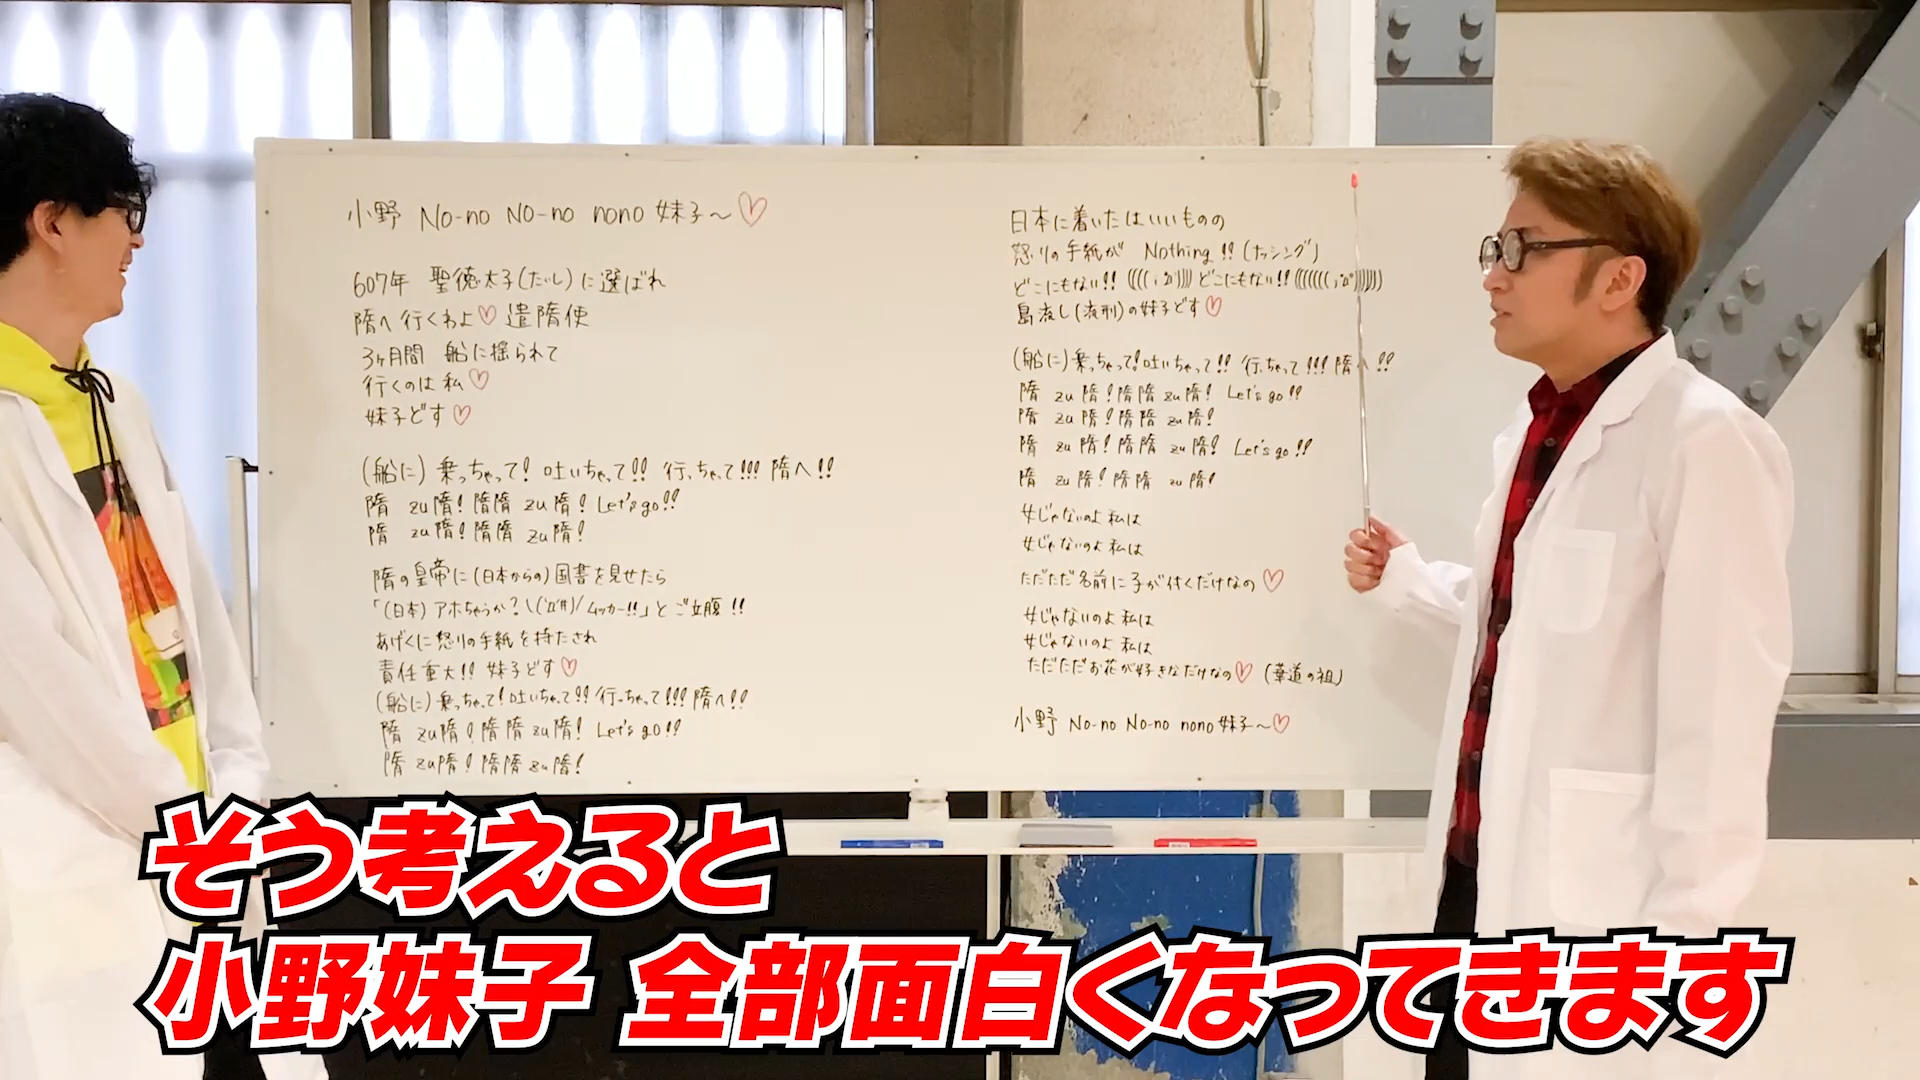 小野 No-no No-no nono 妹子～♡
607年 聖徳太子(たいし)に選ばれ
隋へ行くわよ♡ 遣隋使
3ヶ月間 船に揺られて
行くのは私♡
妹子どす♡
(船に)乗っちゃって! 吐いちゃって!! 行っちゃって!!! 隋へ!!
隋 zu 隋! 隋隋 zu 隋! Let's go!!
隋 zu 隋! 隋隋 zu 隋!
隋の皇帝に(日本からの)国書を見せたら
「(日本)アホちゃうか? \(`Д´#)/ ムッカー!!」とご立腹!!
あげくに怒りの手紙を持たされ
責任重大!! 妹子どす♡
(船に)乗っちゃって! 吐いちゃって!! 行っちゃって!!! 隋へ!!
隋 zu 隋! 隋隋 zu 隋! Let's go!!
隋 zu 隋! 隋隋 zu 隋!
日本に着いたはいいものの
怒りの手紙が Nothing!! (ナッシング)
どこにもない!! ((((；ﾟДﾟ)))) どこにもない!! (((((((；ﾟДﾟ)))))))
島流し(流刑)の妹子どす♡
(船に)乗っちゃって! 吐いちゃって!! 行っちゃって!!! 隋へ!!
隋 zu 隋! 隋隋 zu 隋! Let's go!!
隋 zu 隋! 隋隋 zu 隋!
隋 zu 隋! 隋隋 zu 隋! Let's go!!
隋 zu 隋! 隋隋 zu 隋!
女じゃないのよ 私は
女じゃないのよ 私は
ただただ名前に子が付くだけなの♡
女じゃないのよ 私は
女じゃないのよ 私は
ただただお花が好きなだけなの♡ (華道の祖)
小野 No-no No-no nono 妹子～♡
そう考えると
小野妹子 全部面白くなってきます